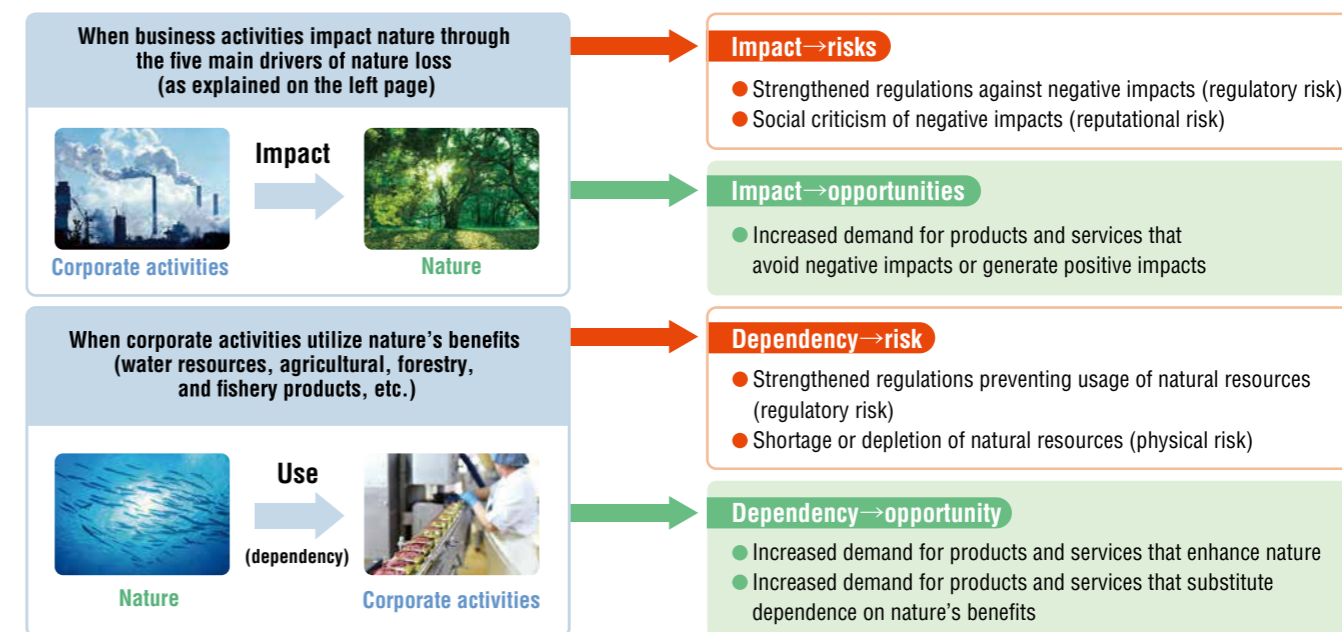 When business activities impact nature through
the five main drivers of nature loss
(as explained on the left page)
Impact
Corporate activities
Nature
Impact→risks
● Strengthened regulations against negative impacts (regulatory risk)
● Social criticism of negative impacts (reputational risk)
Impact→opportunities
● Increased demand for products and services that
avoid negative impacts or generate positive impacts
When corporate activities utilize nature's benefits
(water resources, agricultural, forestry,
and fishery products, etc.)
Use
(dependency)
Nature
Corporate activities
Dependency→risk
● Strengthened regulations preventing usage of natural resources
(regulatory risk)
● Shortage or depletion of natural resources (physical risk)
Dependency→opportunity
● Increased demand for products and services that enhance nature
● Increased demand for products and services that substitute
dependence on nature's benefits